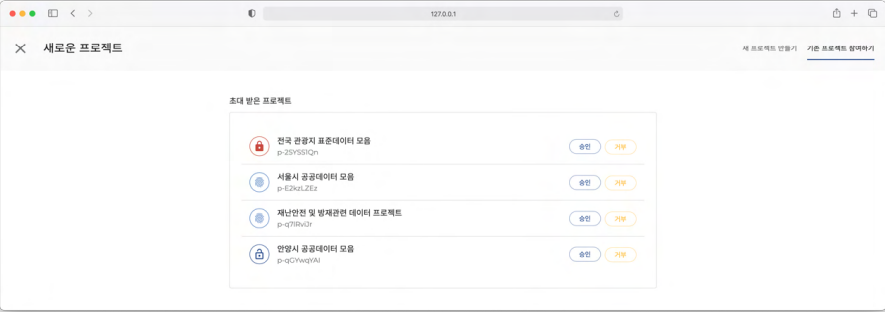 127.0.0.1
새로운 프로젝트
새 프로젝트 만들기
기존 프로젝트 참여하기
초대 받은 프로젝트
전국 관광지 표준데이터 모음
p-2SYSS1Qn
승인
거부
서울시 공공데이터 모음
p-E2kzLZEz
승인
거부
재난안전 및 방재관련 데이터 프로젝트
p-q7lRviJr
승인
거부
안양시 공공데이터 모음
p-qGYwqYAI
승인
거부